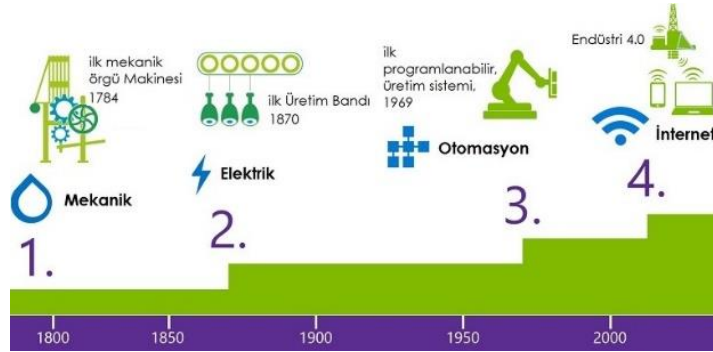 ilk mekanik
örgü Makinesi
1784
Mekanik
1.
ilk Üretim Bandı
1870
Elektrik
2.
ilk
programlanabilir,
üretim sistemi,
1969
Otomasyon
3.
Endüstri 4.0
İnternet
4.
1800
1850
1900
1950
2000